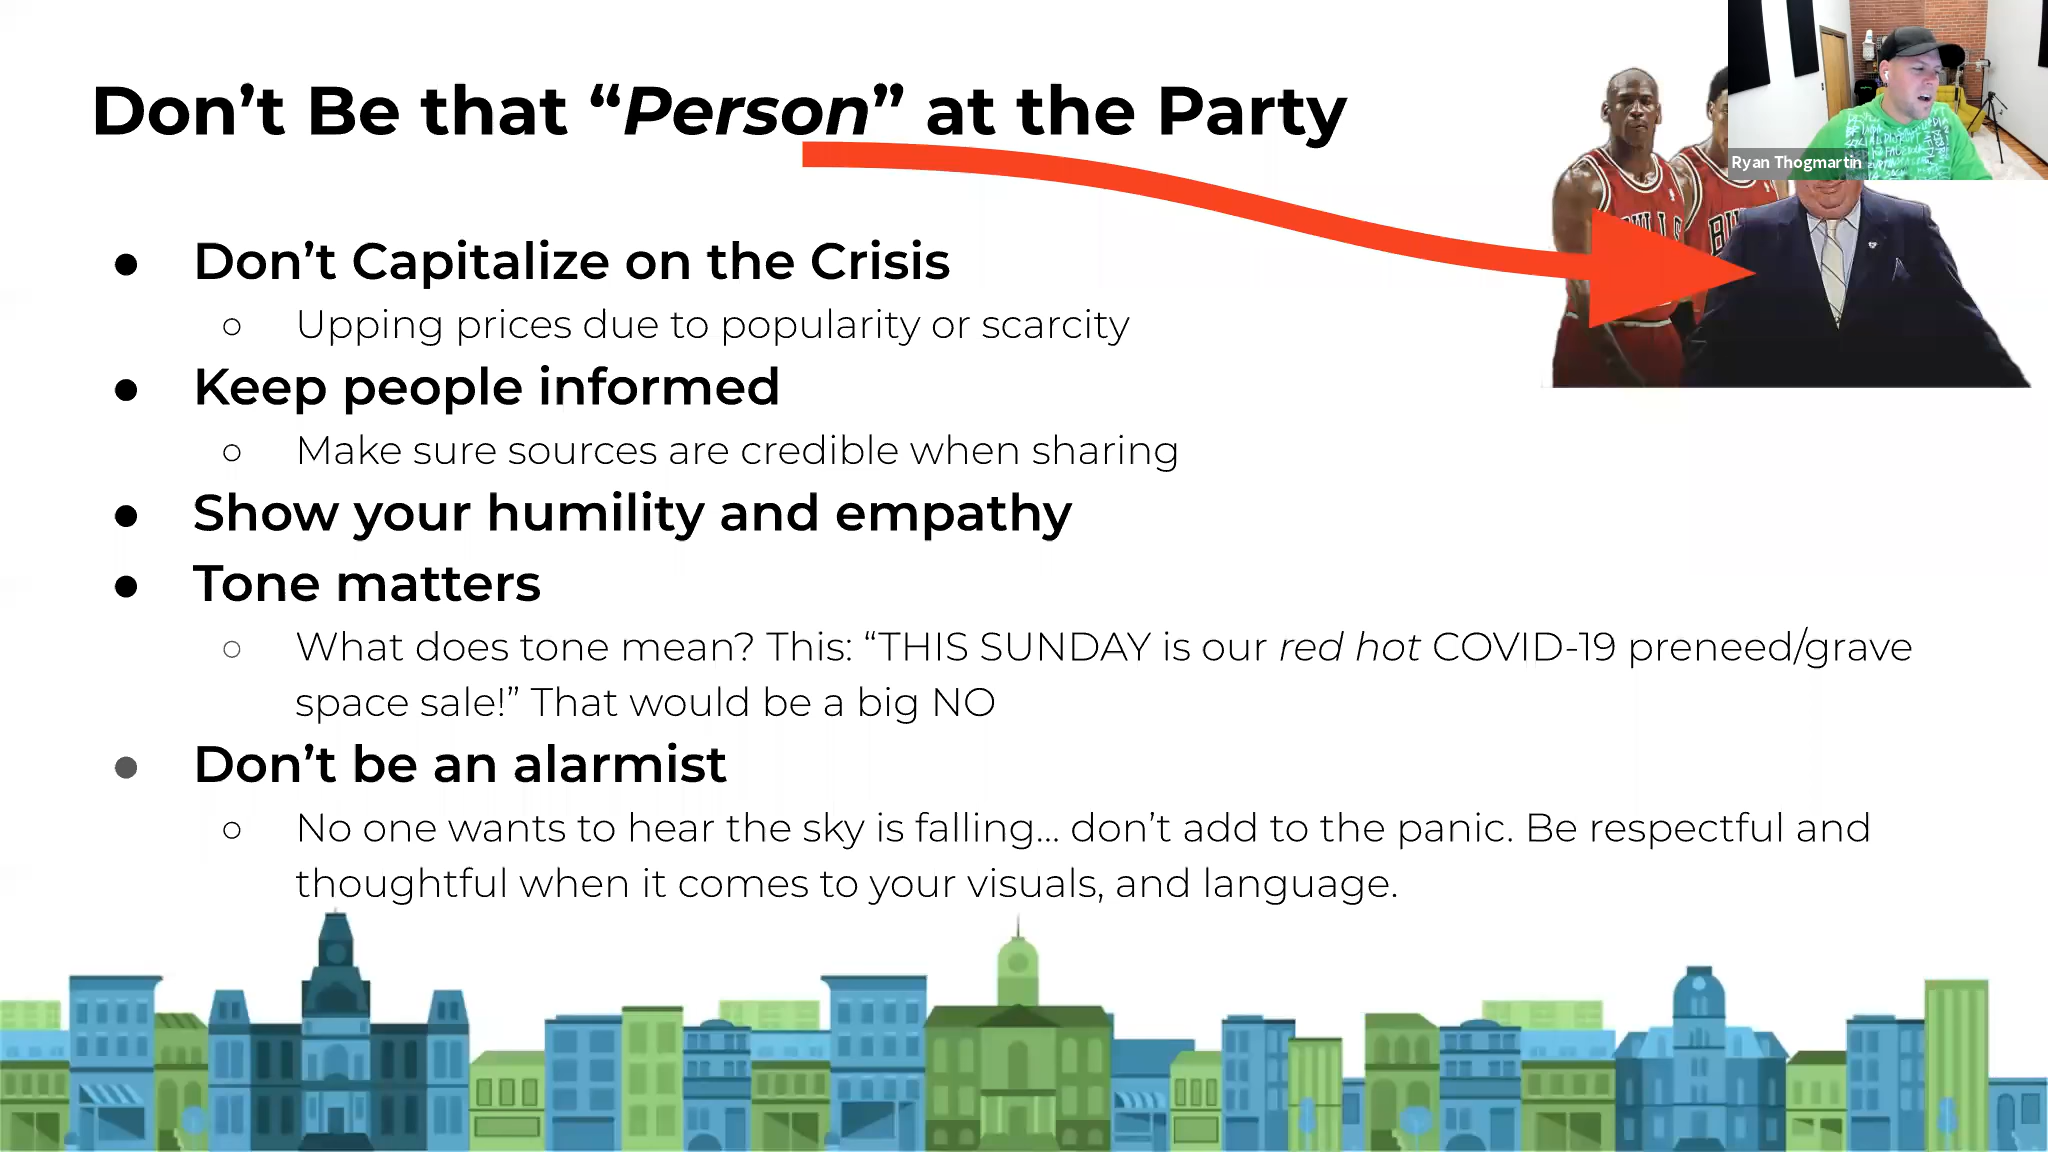 Don't Be that “Person” at the Party
Ryan Thogmartin
BULLS
● Don't Capitalize on the Crisis
○ Upping prices due to popularity or scarcity
● Keep people informed
○ Make sure sources are credible when sharing
● Show your humility and empathy
● Tone matters
○ What does tone mean? This: “THIS SUNDAY is our red hot COVID-19 preneed/grave
space sale!” That would be a big NO
● Don't be an alarmist
○ No one wants to hear the sky is falling... don't add to the panic. Be respectful and
thoughtful when it comes to your visuals, and language.